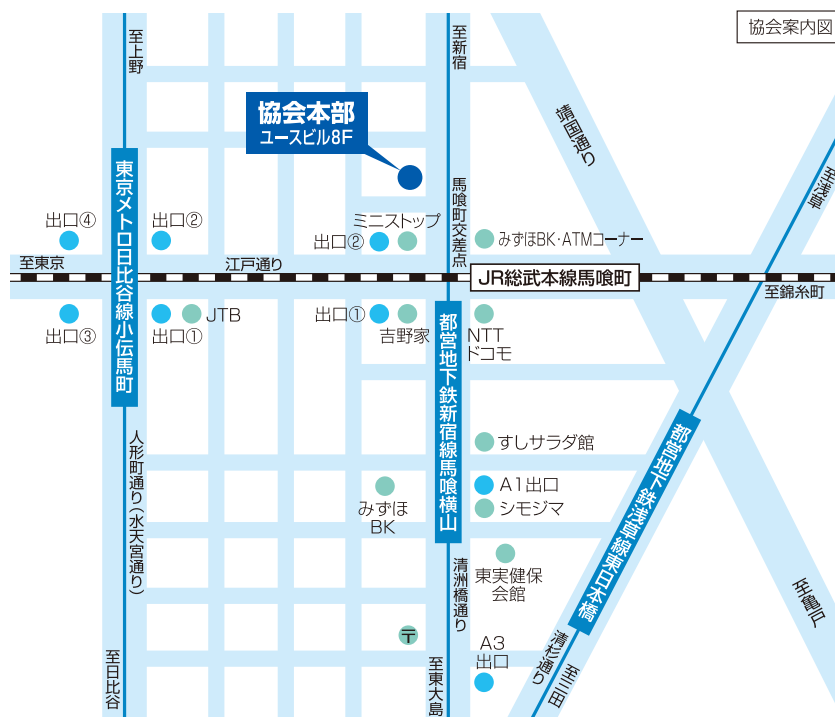 協会案内図
至上野
至新宿
協会本部
ユースビル8F
靖国通り
至浅草
東京メトロ日比谷線小伝馬町
馬喰町交差点
出口④
出口②
ミニストップ
出口②
みずほBK・ATMコーナー
至東京
江戸通り
JR総武本線馬喰町
至錦糸町
出口③
出口①
JTB
出口①
吉野家
NTT
ドコモ
都営地下鉄新宿線馬喰横山
都営地下鉄浅草線東日本橋
人形町通り(水天宮通り)
すしサラダ館
A1出口
シモジマ
みずほ
BK
清洲橋通り
東実健保
会館
至亀戸
〒
A3
出口
清杉通り
至三田
至日比谷
至東大島